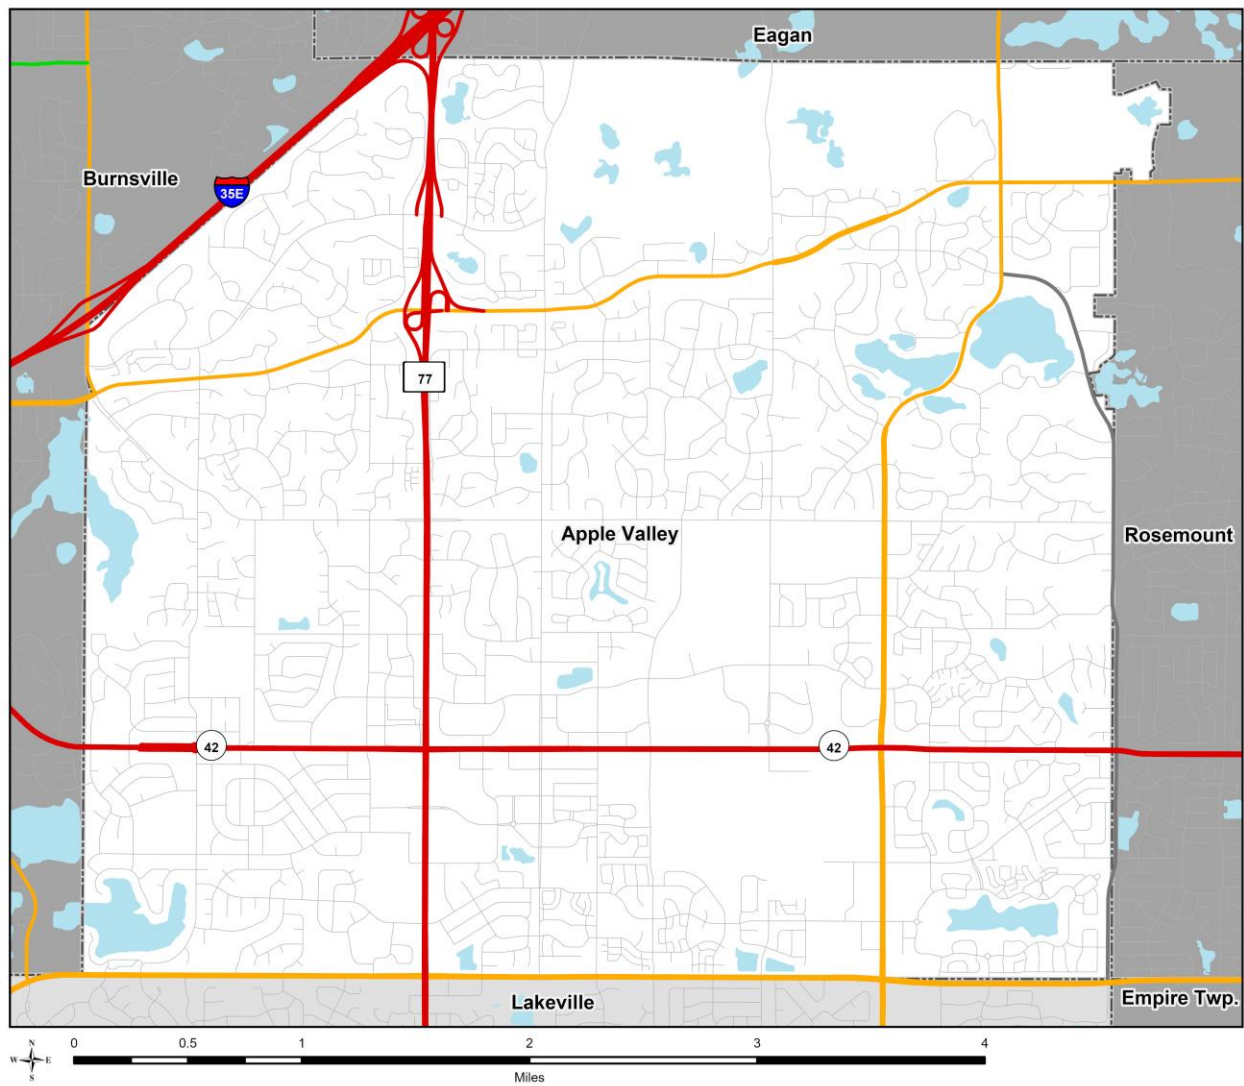 Eagan
Burnsville
35E
77
Apple Valley
Rosemount
42
42
Lakeville
Empire Twp.
N
W E
S
0 0.5 1 2 3 4
Miles